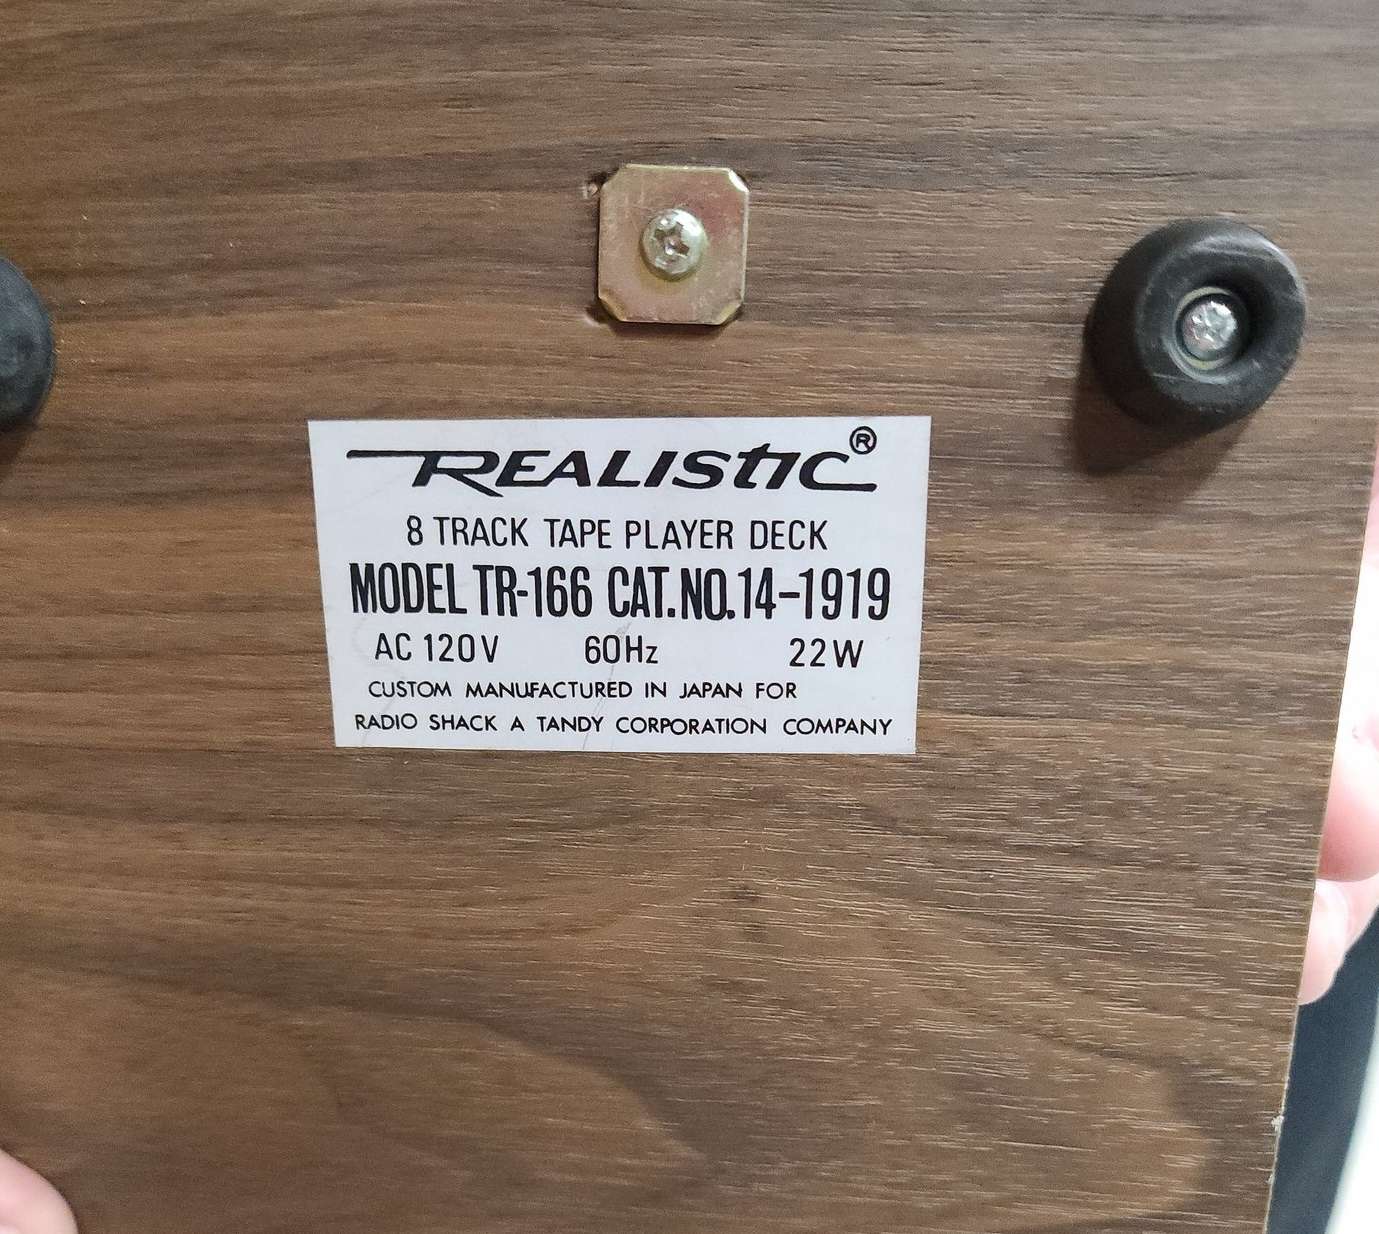 REALISTIC®
8 TRACK TAPE PLAYER DECK
MODEL TR-166 CAT.NO.14-1919
AC 120V 60Hz 22W
CUSTOM MANUFACTURED IN JAPAN FOR
RADIO SHACK A TANDY CORPORATION COMPANY